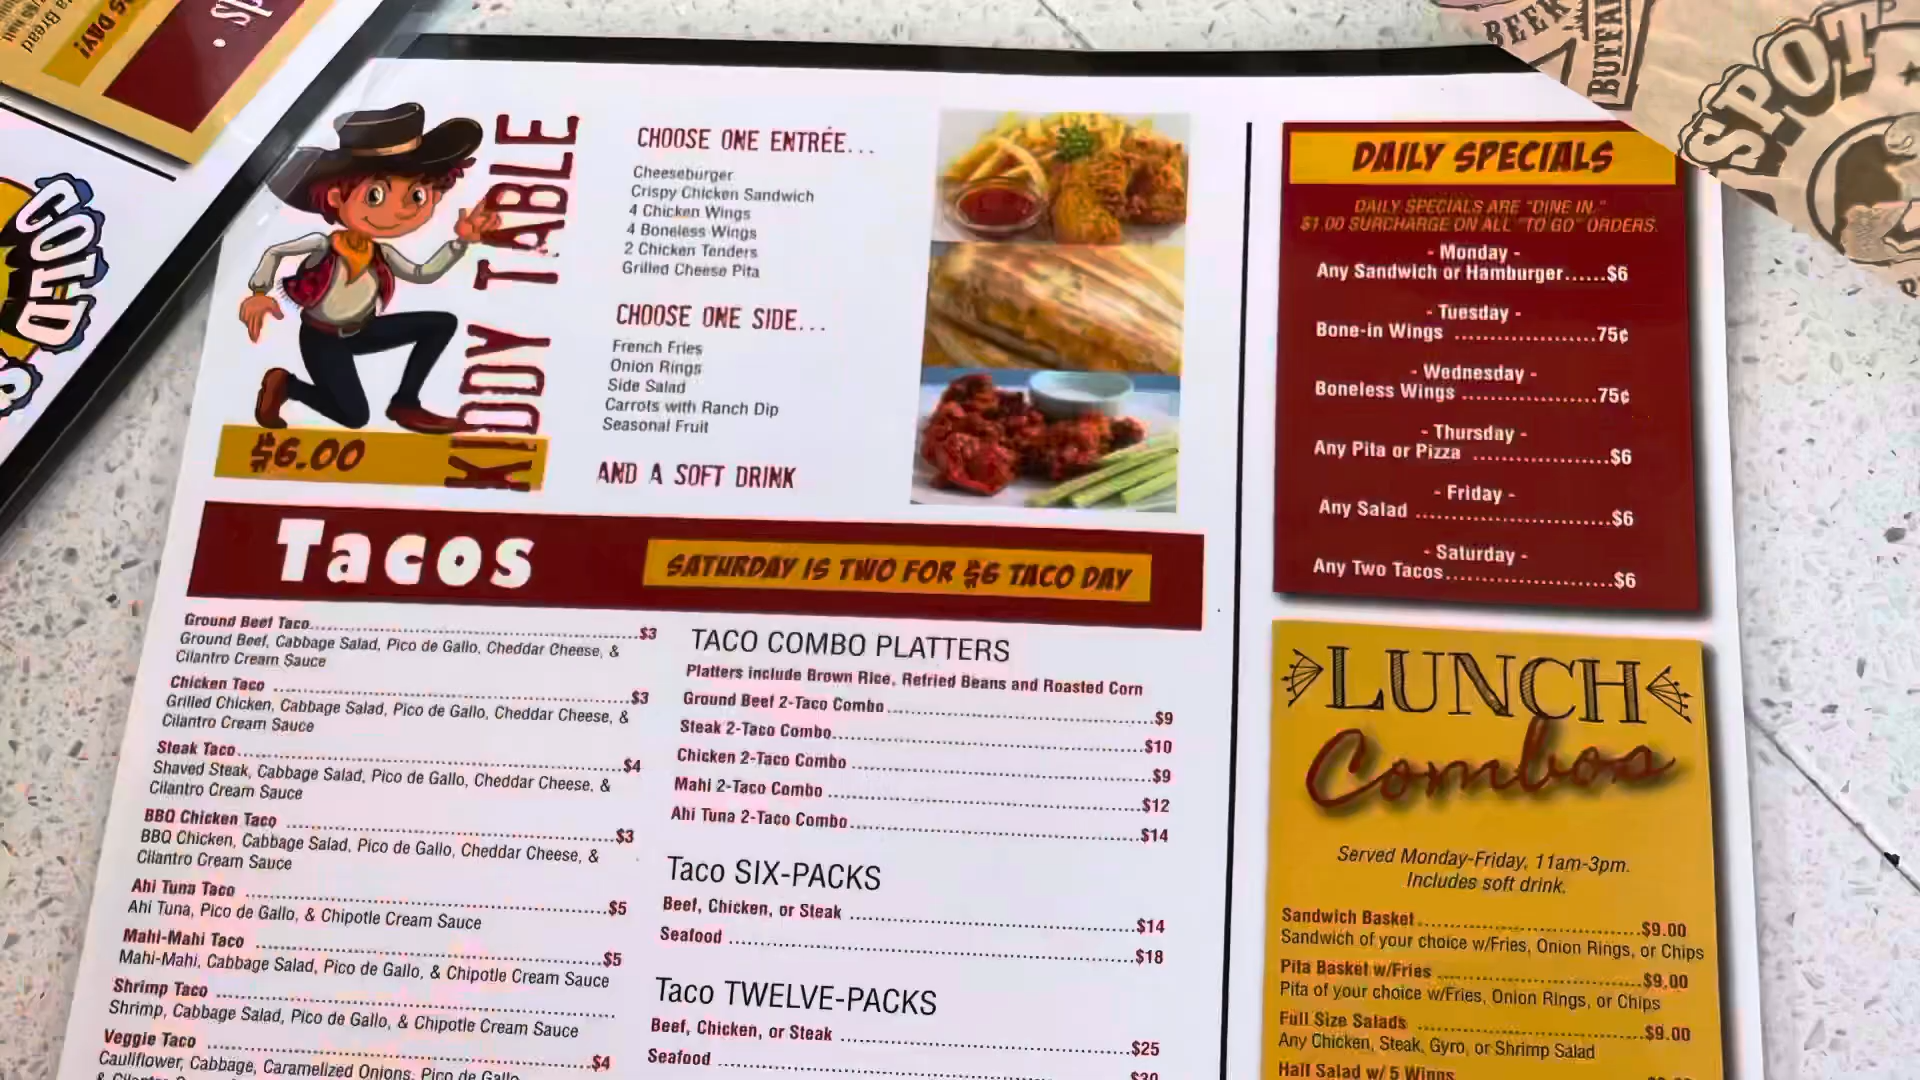 BEER
BUFFA
SPOT
S DAY!
a Bread
COLD
KIDDY TABLE
$6.00
CHOOSE ONE ENTRÉE...
Cheeseburger
Crispy Chicken Sandwich
4 Chicken Wings
4 Boneless Wings
2 Chicken Tenders
Grilled Cheese Pita
CHOOSE ONE SIDE...
French Fries
Onion Rings
Side Salad
Carrots with Ranch Dip
Seasonal Fruit
AND A SOFT DRINK
Tacos
SATURDAY IS TWO FOR $6 TACO DAY
Ground Beef Taco $3
Ground Beef, Cabbage Salad, Pico de Gallo, Cheddar Cheese, &
Cilantro Cream Sauce
Chicken Taco $3
Grilled Chicken, Cabbage Salad, Pico de Gallo, Cheddar Cheese, &
Cilantro Cream Sauce
Steak Taco $4
Shaved Steak, Cabbage Salad, Pico de Gallo, Cheddar Cheese, &
Cilantro Cream Sauce
BBQ Chicken Taco $3
BBQ Chicken, Cabbage Salad, Pico de Gallo, Cheddar Cheese, &
Cilantro Cream Sauce
Ahi Tuna Taco $5
Ahi Tuna, Pico de Gallo, & Chipotle Cream Sauce
Mahi-Mahi Taco $5
Mahi-Mahi, Cabbage Salad, Pico de Gallo, & Chipotle Cream Sauce
Shrimp Taco
Shrimp, Cabbage Salad, Pico de Gallo, & Chipotle Cream Sauce
Veggie Taco $4
Cauliflower, Cabbage, Caramelized Onions, Pico de Gallo
TACO COMBO PLATTERS
Platters include Brown Rice, Refried Beans and Roasted Corn
Ground Beef 2-Taco Combo $9
Steak 2-Taco Combo $10
Chicken 2-Taco Combo $9
Mahi 2-Taco Combo $12
Ahi Tuna 2-Taco Combo $14
Taco SIX-PACKS
Beef, Chicken, or Steak $14
Seafood $18
Taco TWELVE-PACKS
Beef, Chicken, or Steak $25
Seafood $30
DAILY SPECIALS
DAILY SPECIALS ARE "DINE IN."
$1.00 SURCHARGE ON ALL "TO GO" ORDERS.
- Monday -
Any Sandwich or Hamburger......$6
- Tuesday -
Bone-in Wings 75¢
- Wednesday -
Boneless Wings 75¢
- Thursday -
Any Pita or Pizza $6
- Friday -
Any Salad $6
- Saturday -
Any Two Tacos $6
LUNCH
Combos
Served Monday-Friday, 11am-3pm.
Includes soft drink.
Sandwich Basket $9.00
Sandwich of your choice w/Fries, Onion Rings, or Chips
Pita Basket w/Fries $9.00
Pita of your choice w/Fries, Onion Rings, or Chips
Full Size Salads $9.00
Any Chicken, Steak, Gyro, or Shrimp Salad
Half Salad w/ 5 Wings